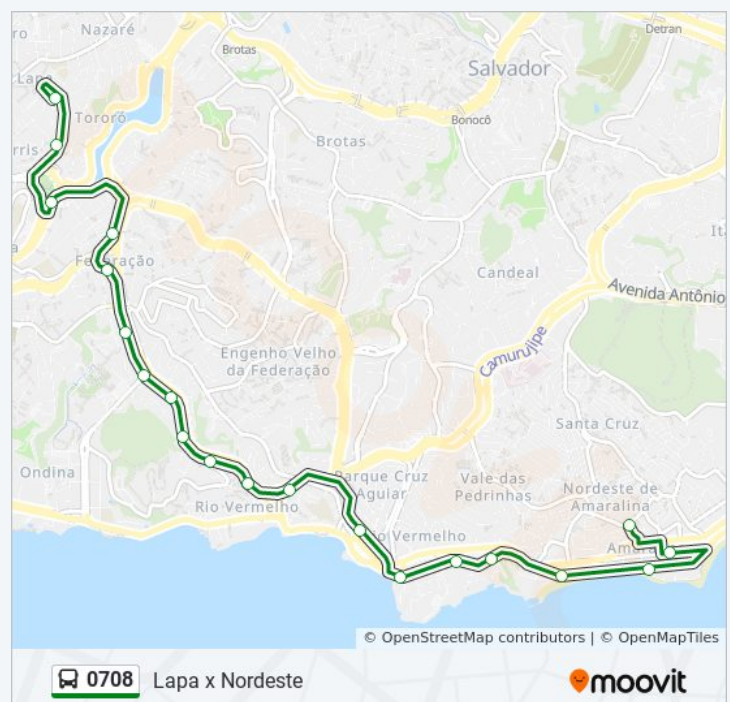 Nazaré
Detran
Brotas
Salvador
Lapa
Tororó
Bonocô
Brotas
Federação
Candeal
Avenida Antônio
Camurujipe
Engenho Velho
da Federação
Santa Cruz
Ondina
Parque Cruz
Aguiar
Vale das
Pedrinhas
Nordeste de
Amaralina
Rio Vermelho
Vermelho
© OpenStreetMap contributors | © OpenMapTiles
0708 Lapa x Nordeste
moovit